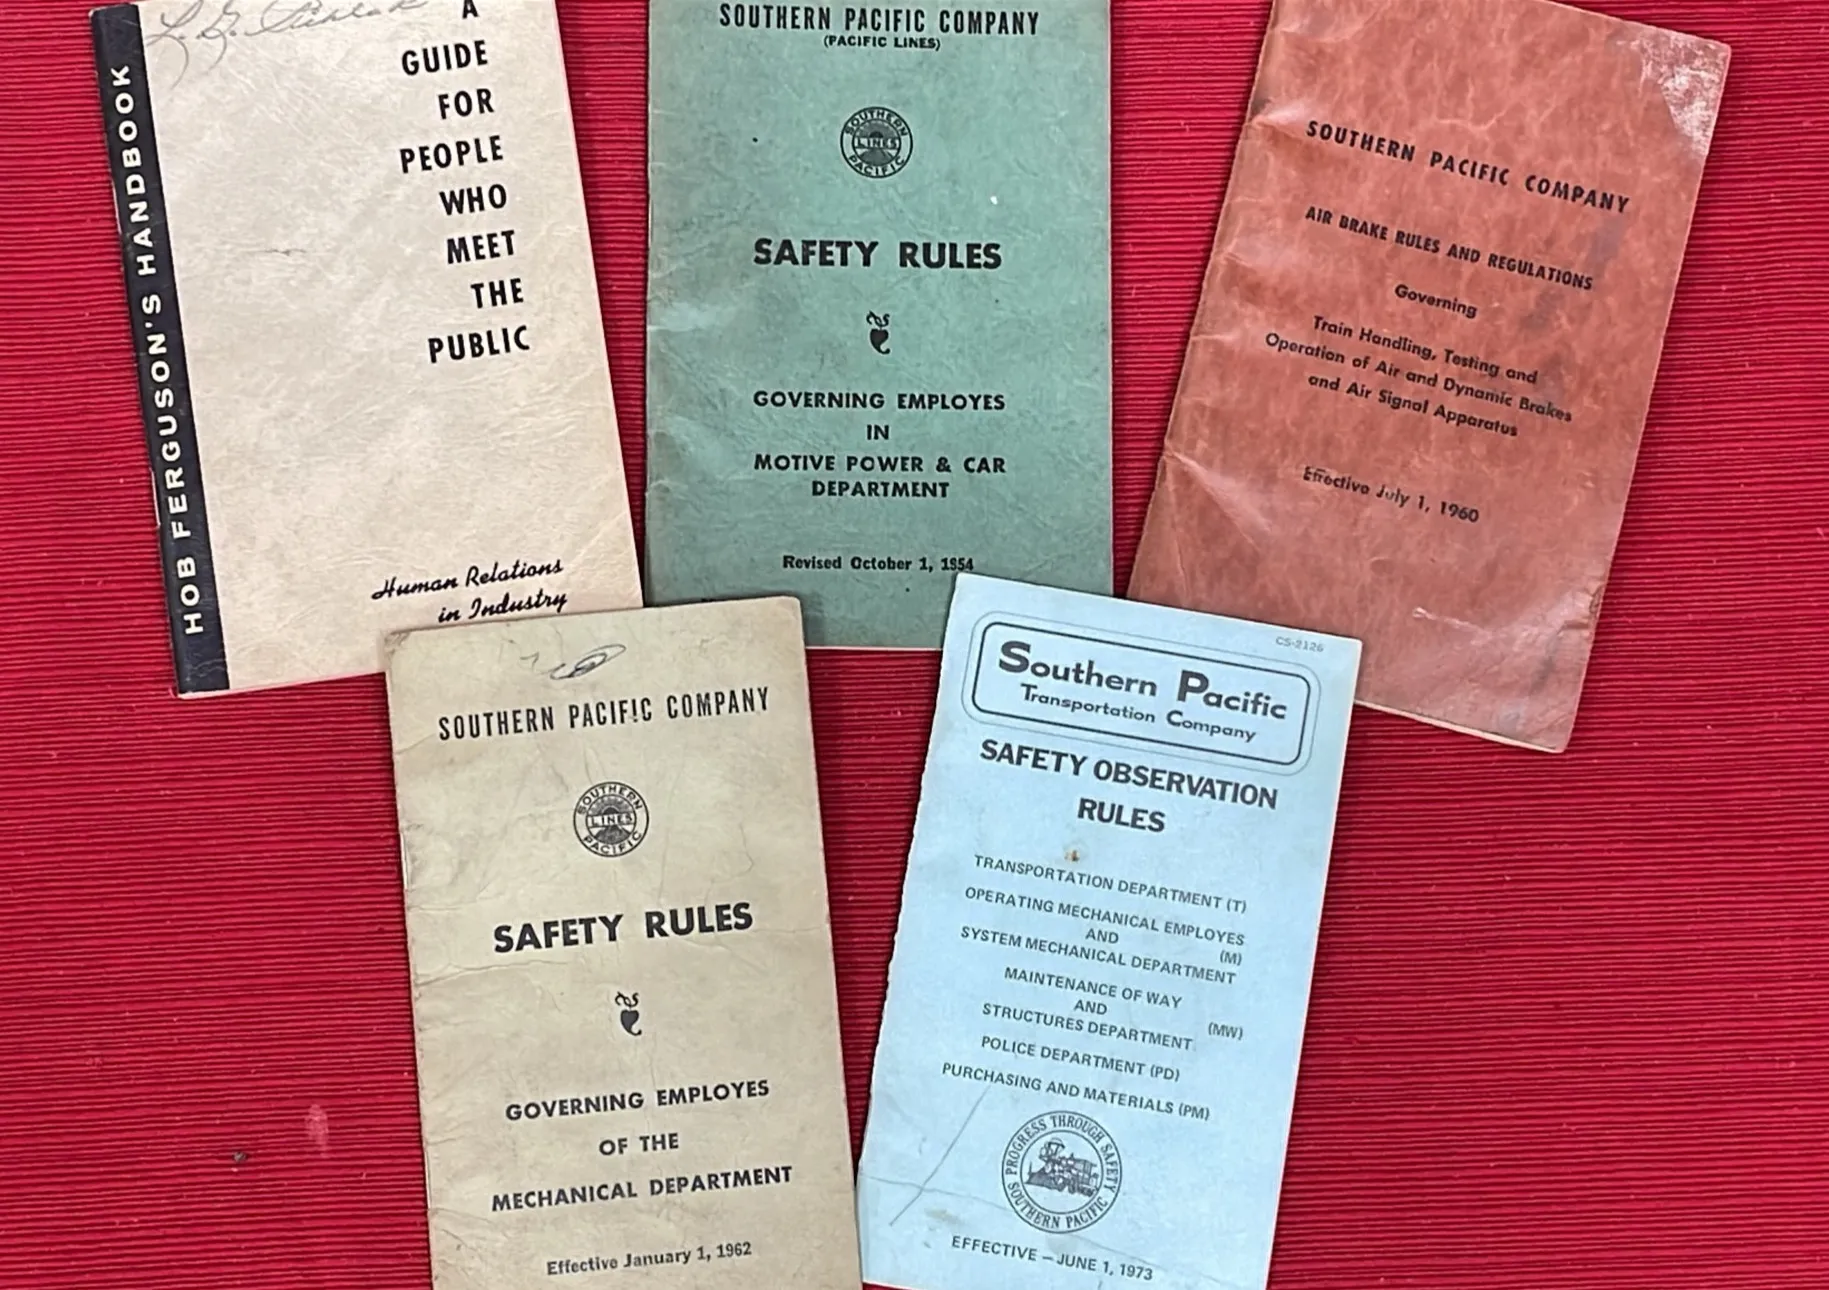 HOB FERGUSON'S HANDBOOK
L. G.
A
GUIDE
FOR
PEOPLE
WHO
MEET
THE
PUBLIC
Human Relations
in Industry
SOUTHERN PACIFIC COMPANY
(PACIFIC LINES)
SOUTHERN
LINES
PACIFIC
SAFETY RULES
GOVERNING EMPLOYES
IN
MOTIVE POWER & CAR
DEPARTMENT
Revised October 1, 1954
SOUTHERN PACIFIC COMPANY
AIR BRAKE RULES AND REGULATIONS
Governing
Train Handling, Testing and
Operation of Air and Dynamic Brakes
and Air Signal Apparatus
Effective July 1, 1960
SOUTHERN PACIFIC COMPANY
SOUTHERN
LINES
PACIFIC
SAFETY RULES
GOVERNING EMPLOYES
OF THE
MECHANICAL DEPARTMENT
Effective January 1, 1962
CS-2126
Southern Pacific
Transportation Company
SAFETY OBSERVATION
RULES
TRANSPORTATION DEPARTMENT (T)
OPERATING MECHANICAL EMPLOYES
AND (M)
SYSTEM MECHANICAL DEPARTMENT
MAINTENANCE OF WAY
AND (MW)
STRUCTURES DEPARTMENT
POLICE DEPARTMENT (PD)
PURCHASING AND MATERIALS (PM)
PROGRESS THROUGH SAFETY
SOUTHERN PACIFIC
EFFECTIVE — JUNE 1, 1973